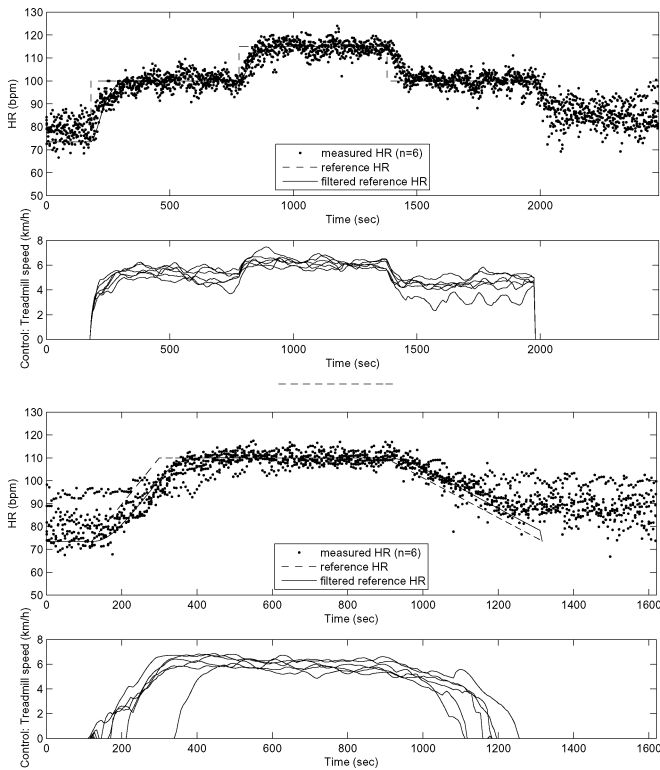 130
120
110
100
90
80
70
60
50
HR (bpm)
measured HR (n=6)
reference HR
filtered reference HR
0 500 1000 1500 2000
Time (sec)
8
6
4
2
0
Control: Treadmill speed (km/h)
0 500 1000 1500 2000
Time (sec)
130
120
110
100
90
80
70
60
50
HR (bpm)
measured HR (n=6)
reference HR
filtered reference HR
0 200 400 600 800 1000 1200 1400 1600
Time (sec)
8
6
4
2
0
Control: Treadmill speed (km/h)
0 200 400 600 800 1000 1200 1400 1600
Time (sec)